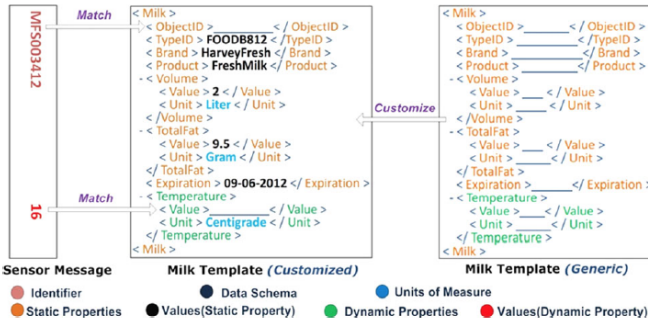 MFS003412
16
Sensor Message
Match
Match
< Milk >
< ObjectID >________</ ObjectID >
< TypeID > FOODB812 </TypeID >
< Brand > HarveyFresh </ Brand >
< Product > FreshMilk </ Product >
- < Volume >
< Value > 2 </ Value >
< Unit > Liter </ Unit >
</Volume >
- < TotalFat >
< Value > 9.5 </ Value >
< Unit > Gram </ Unit >
</ TotalFat >
< Expiration > 09-06-2012 </ Expiration >
- < Temperature >
< Value >________</ Value >
< Unit > Centigrade </ Unit >
</ Temperature >
< Milk >
Milk Template (Customized)
Customize
< Milk >
< ObjectID >______</ ObjectID >
< TypeID >________</TypeID >
< Brand >________</ Brand >
< Product >________</ Product >
- < Volume >
< Value >___</ Value >
< Unit >___</ Unit >
</Volume >
- < TotalFat >
< Value >___</ Value >
< Unit >___</ Unit >
</ TotalFat >
< Expiration >______</ Expiration >
- < Temperature >
< Value >___</ Value >
< Unit >_____</ Unit >
</ Temperature >
< Milk >
Milk Template (Generic)
Identifier
Data Schema
Units of Measure
Static Properties
Values(Static Property)
Dynamic Properties
Values(Dynamic Property)